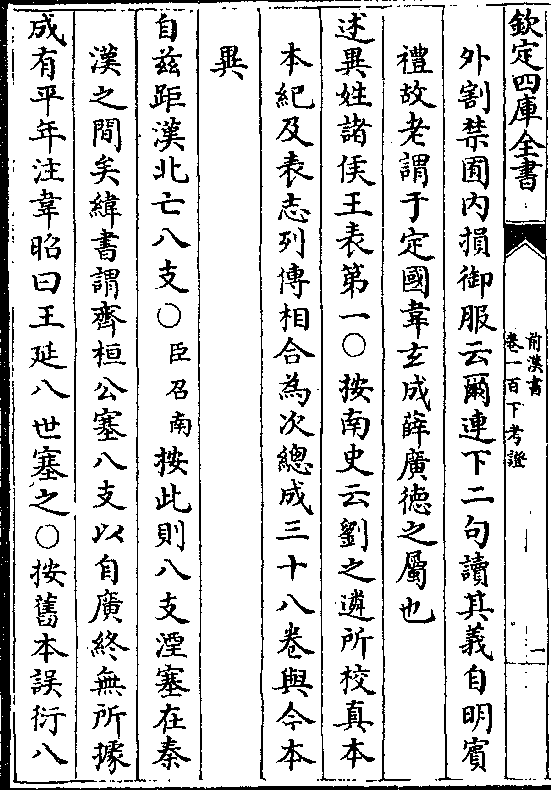 欽定四庫全書
前漢書
卷一百下考證
一
外割禁囿内損御服云爾連下二句讀其義自明賔
禮故老謂于定國韋玄成薛廣德之屬也
述異姓諸侯王表第一○按南史云劉之遴所校真本
本紀及表志列傳相合為次總成三十八卷與今本
異
自兹距漢北亡八支○臣召南按此則八支湮塞在秦
漢之間矣緯書謂齊桓公塞八支以自廣終無所據
成有平年注韋昭曰王延八世塞之○按舊本誤衍八